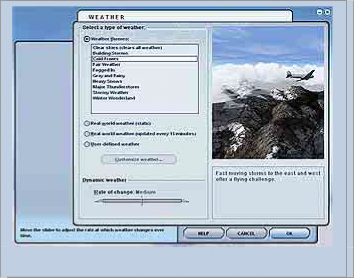 WEATHER
Select a type of weather:
Weather themes:
Clear skies (clears all weather)
Building Storms
Cold Fronts
Fair Weather
Fogged In
Gray and Rainy
Heavy Snows
Major Thunderstorms
Stormy Weather
Winter Wonderland
Real-world weather (static)
Real-world weather (updated every 15 minutes)
User-defined weather
Customize weather...
Fast moving storms to the east and west
offer a flying challenge.
Dynamic weather
Rate of change: Medium
Move the slider to adjust the rate at which weather changes over
time.
HELP
CANCEL
OK